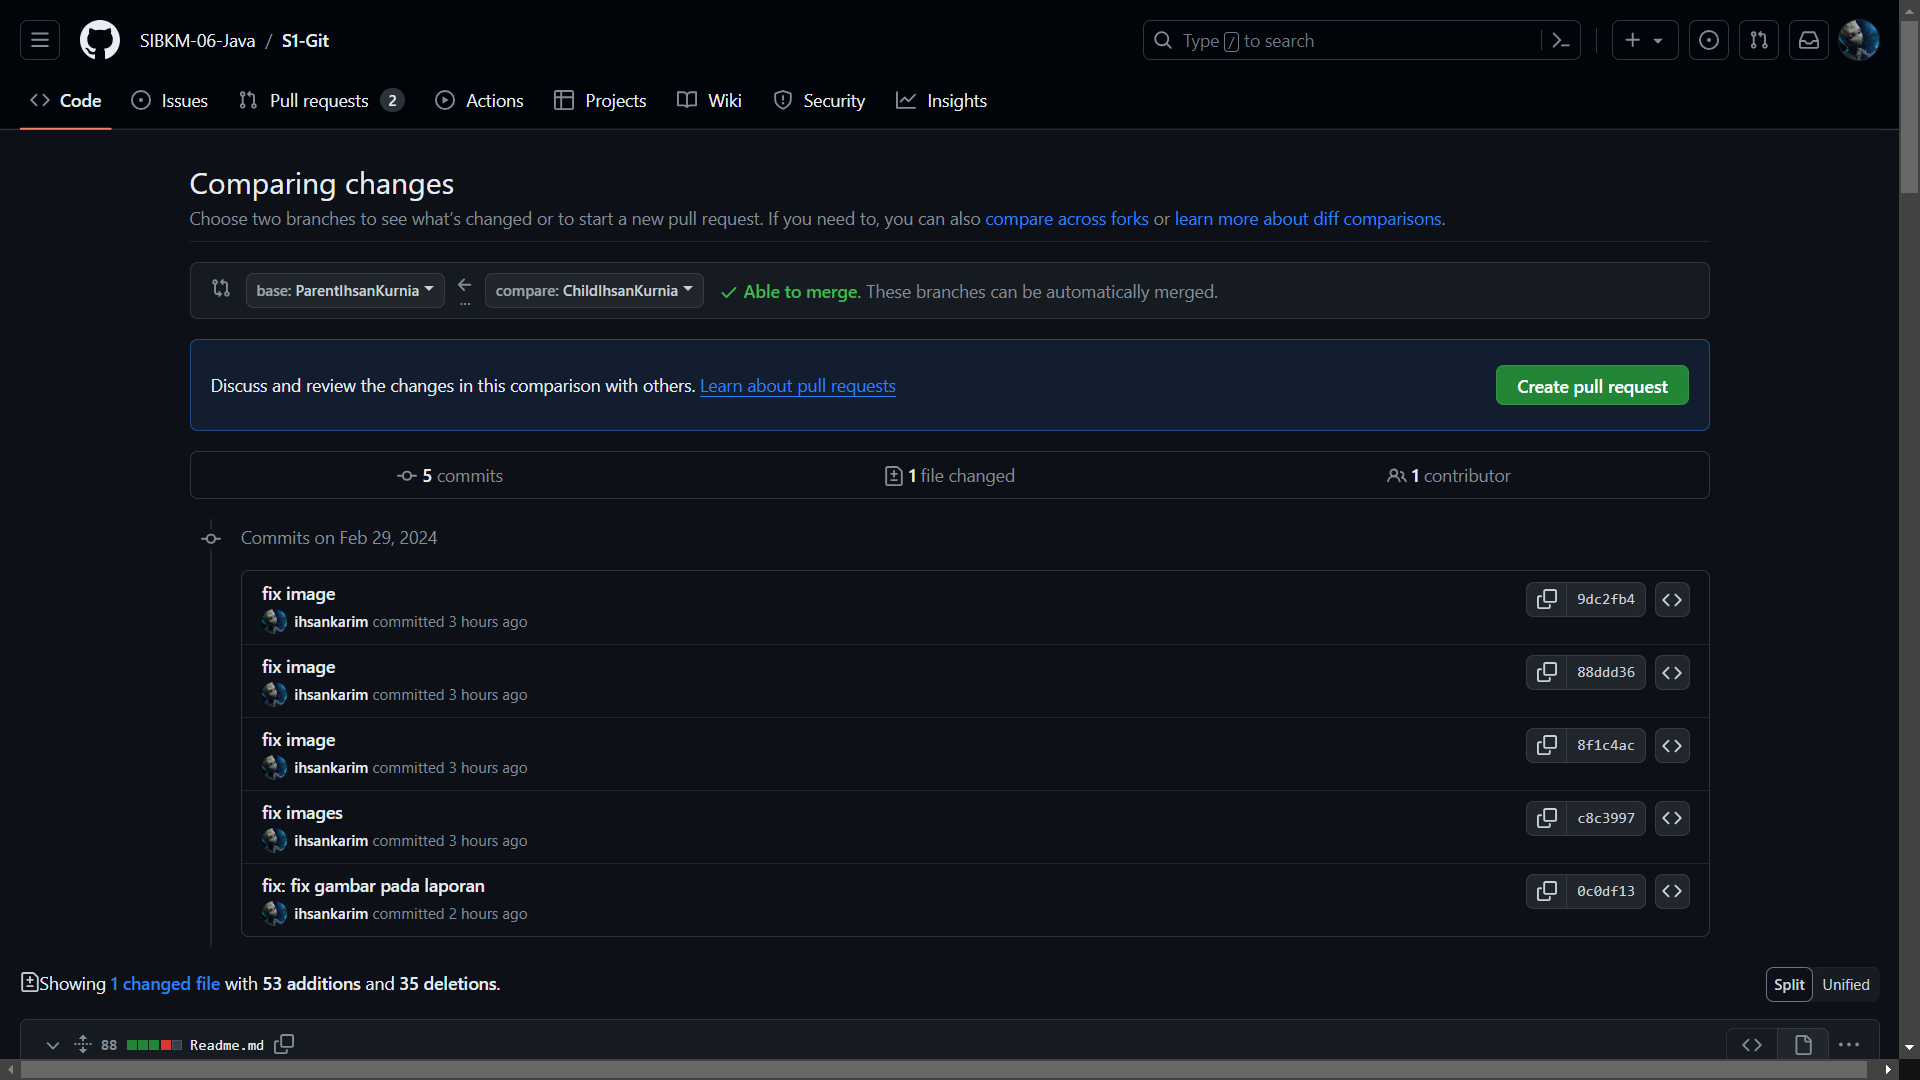 SIBKM-06-Java / S1-Git
Type / to search
Code Issues Pull requests 2 Actions Projects Wiki Security Insights
Comparing changes
Choose two branches to see what's changed or to start a new pull request. If you need to, you can also compare across forks or learn more about diff comparisons.
base: ParentIhsanKurnia ... compare: ChildIhsanKurnia Able to merge. These branches can be automatically merged.
Discuss and review the changes in this comparison with others. Learn about pull requests
Create pull request
5 commits 1 file changed 1 contributor
Commits on Feb 29, 2024
fix image
ihsankarim committed 3 hours ago
9dc2fb4
fix image
ihsankarim committed 3 hours ago
88ddd36
fix image
ihsankarim committed 3 hours ago
8f1c4ac
fix images
ihsankarim committed 3 hours ago
c8c3997
fix: fix gambar pada laporan
ihsankarim committed 2 hours ago
0c0df13
Showing 1 changed file with 53 additions and 35 deletions.
Split Unified
88 Readme.md